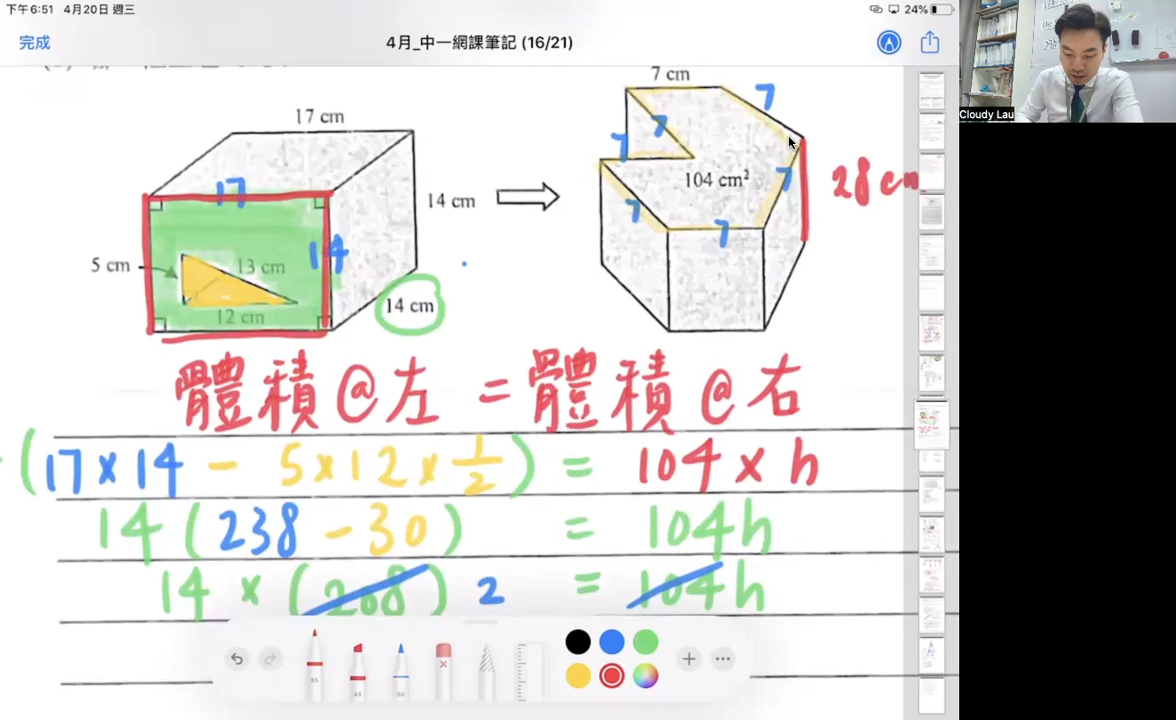 下午6:51 4月20日 週三
24%
完成
4月_中一網課筆記 (16/21)
Cloudy Lau
17 cm
17
14 cm
14
5 cm
13 cm
12 cm
14 cm
7 cm
7
7
7
104 cm²
7
7
7
28 cm
體積@左 = 體積@右
(17×14 - 5×12×1/2) = 104×h
14(238-30) = 104h
14×(208) 2 = 104h